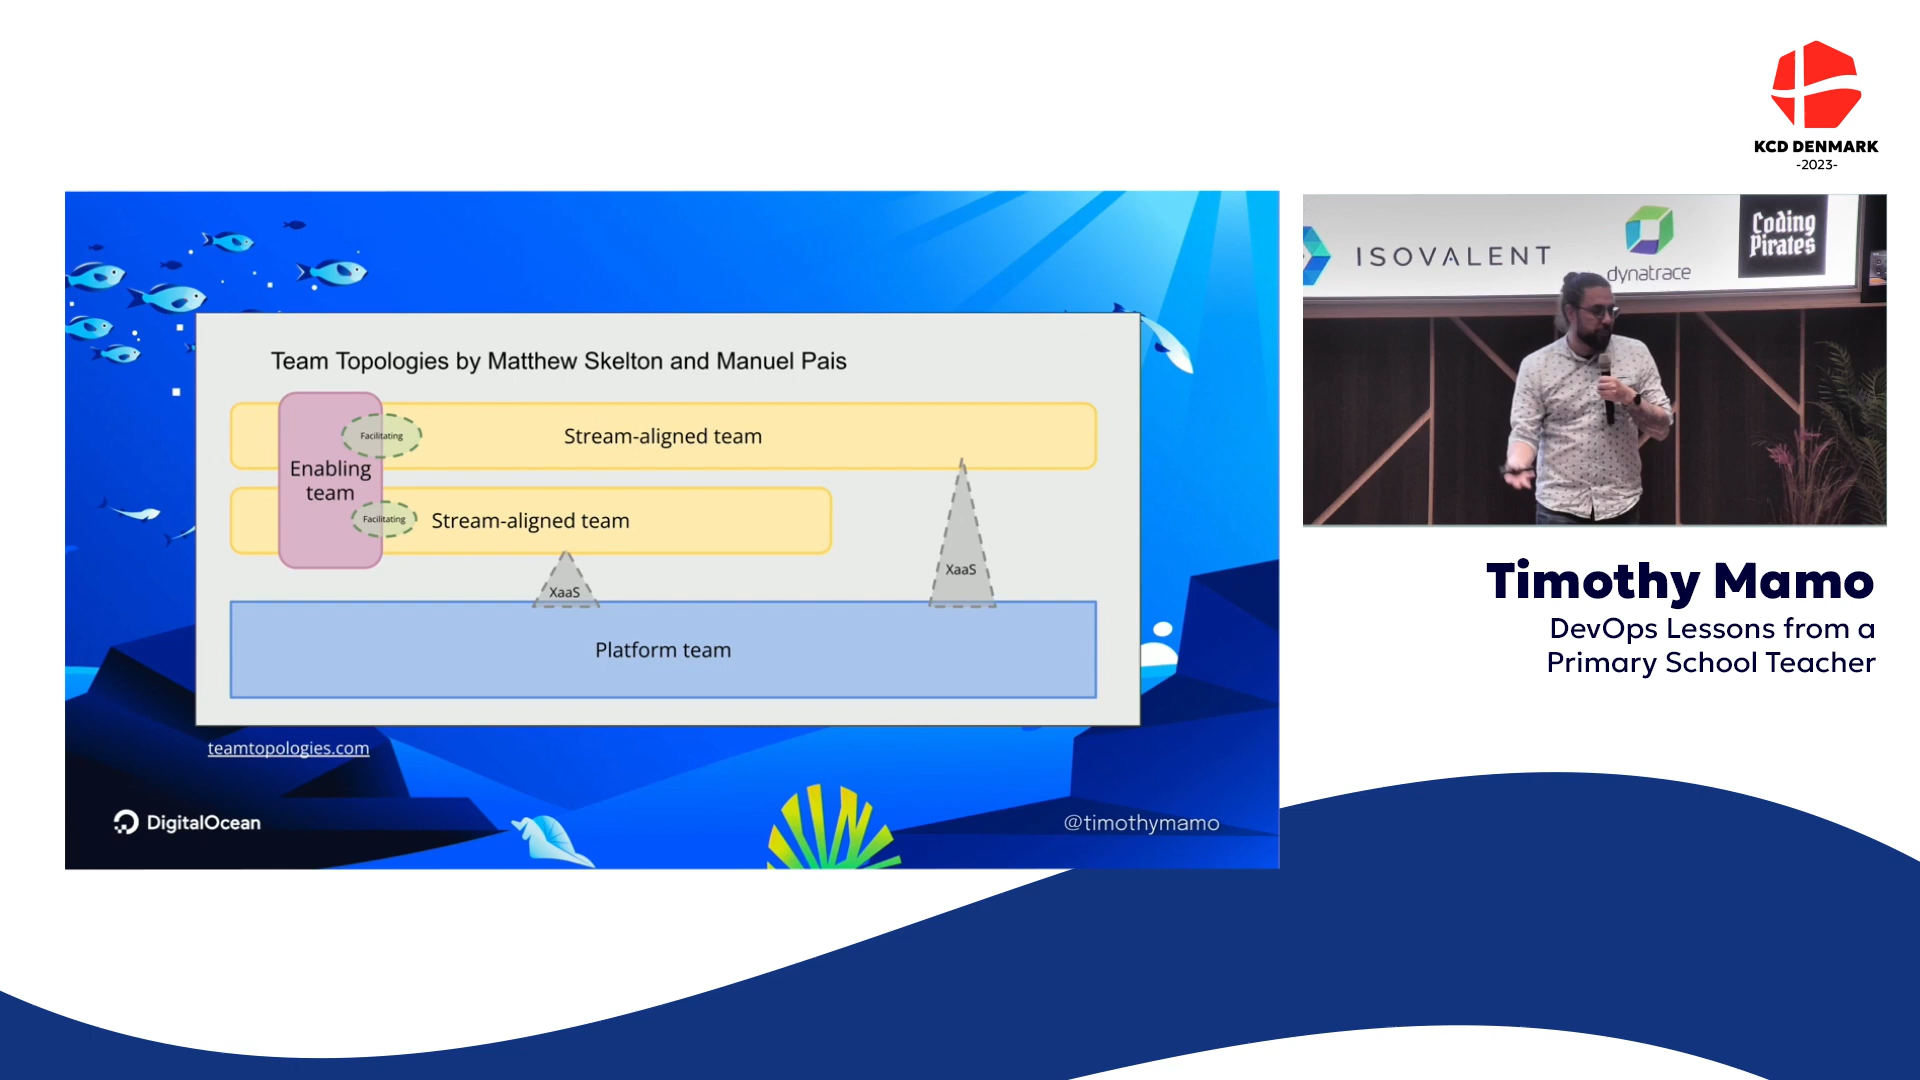 KCD DENMARK
-2023-
Team Topologies by Matthew Skelton and Manuel Pais
Facilitating
Stream-aligned team
Enabling
team
Facilitating
Stream-aligned team
XaaS
XaaS
Platform team
teamtopologies.com
DigitalOcean
@timothymamo
ISOVALENT
dynatrace
Coding
Pirates
Timothy Mamo
DevOps Lessons from a
Primary School Teacher